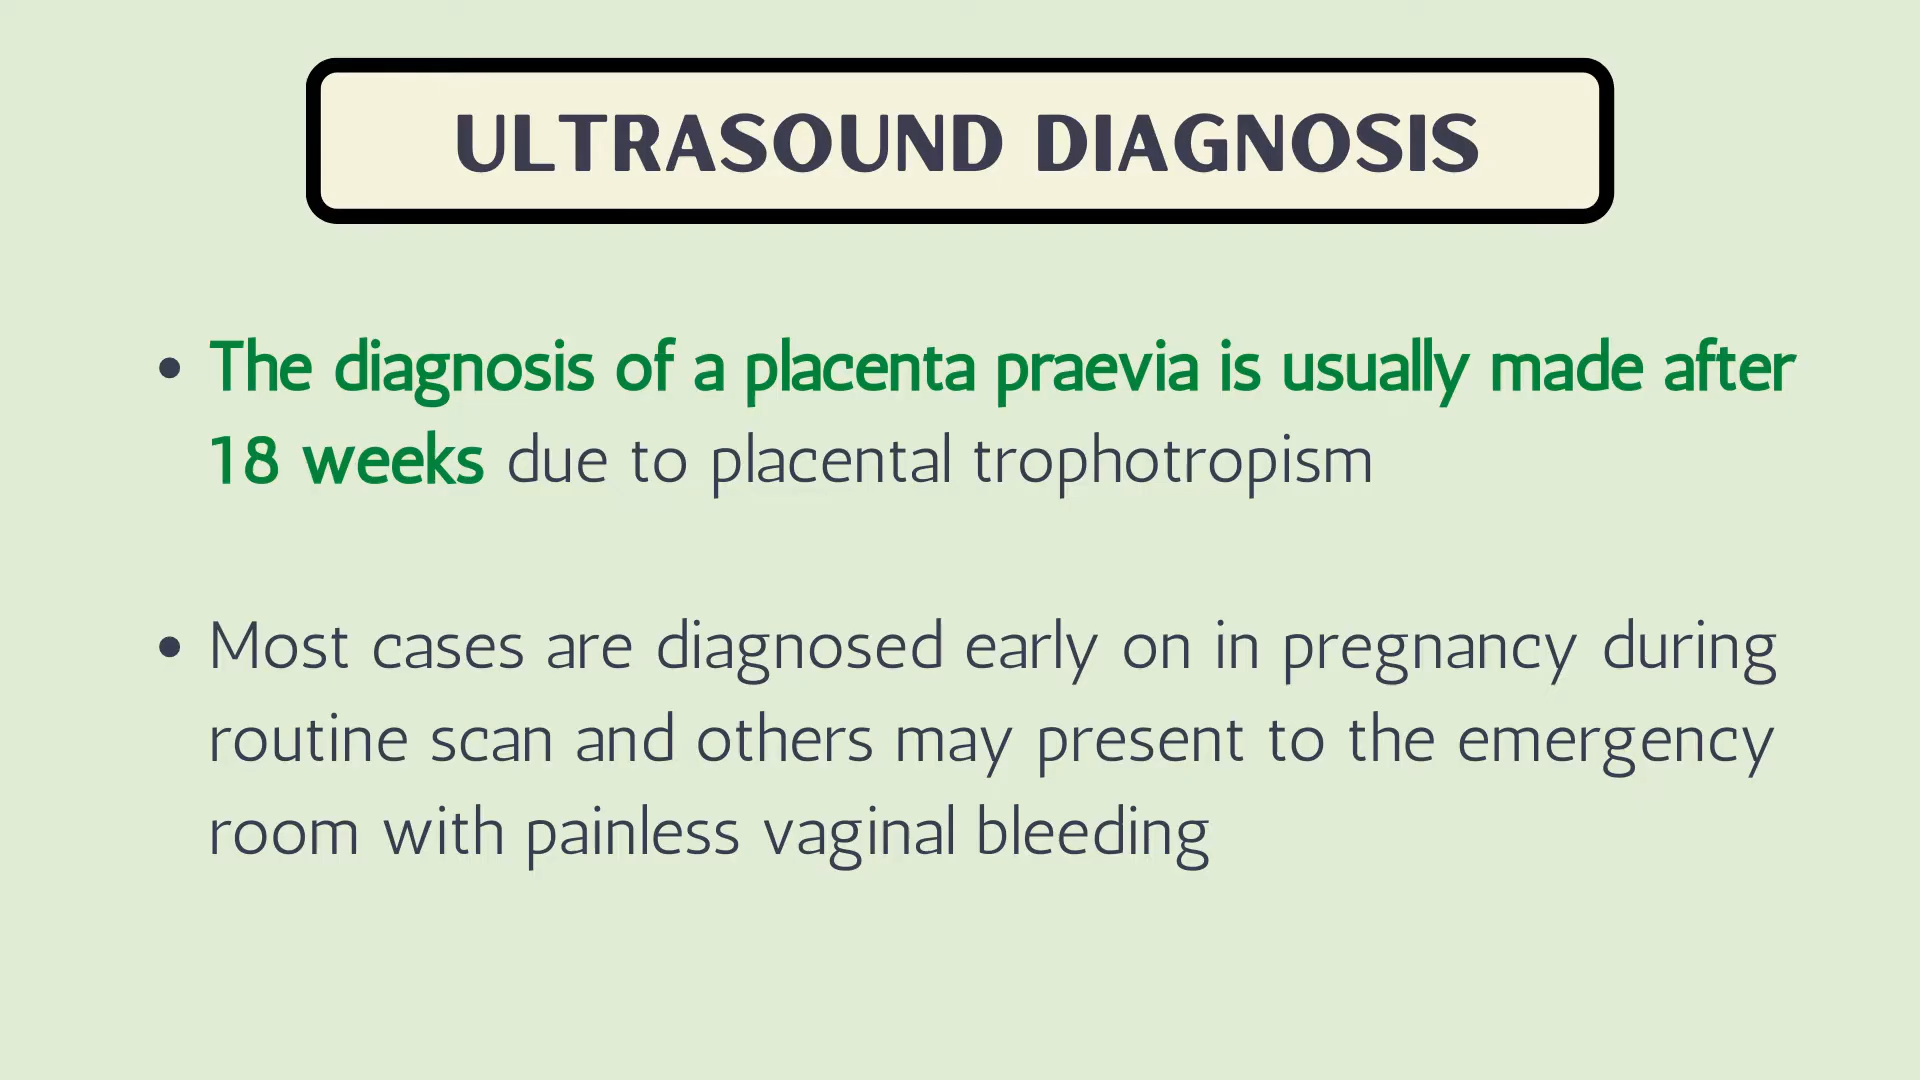 ULTRASOUND DIAGNOSIS
• The diagnosis of a placenta praevia is usually made after
18 weeks due to placental trophotropism
• Most cases are diagnosed early on in pregnancy during
routine scan and others may present to the emergency
room with painless vaginal bleeding